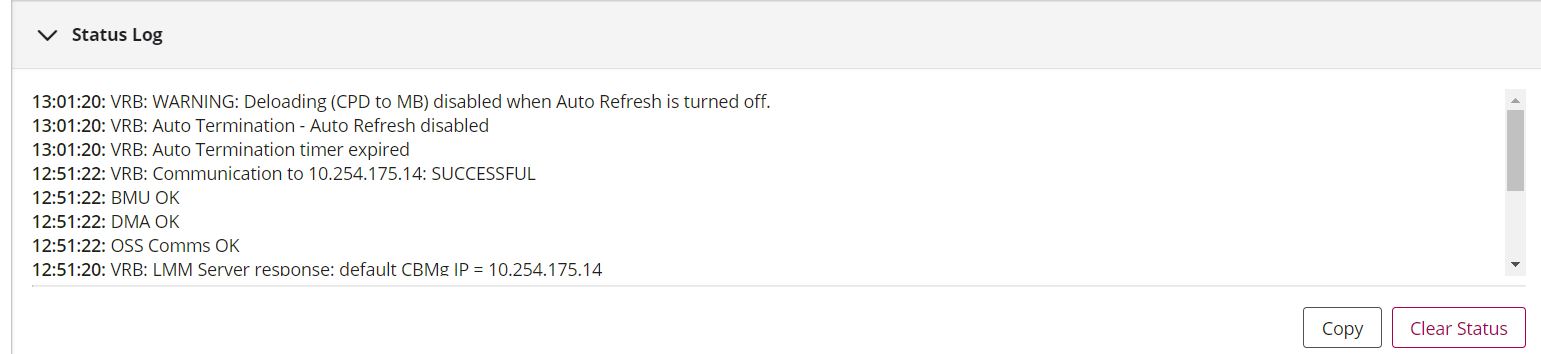 Status Log
13:01:20: VRB: WARNING: Deloading (CPD to MB) disabled when Auto Refresh is turned off.
13:01:20: VRB: Auto Termination - Auto Refresh disabled
13:01:20: VRB: Auto Termination timer expired
12:51:22: VRB: Communication to 10.254.175.14: SUCCESSFUL
12:51:22: BMU OK
12:51:22: DMA OK
12:51:22: OSS Comms OK
12:51:20: VRB: LMM Server response: default CBMg IP = 10.254.175.14
Copy
Clear Status